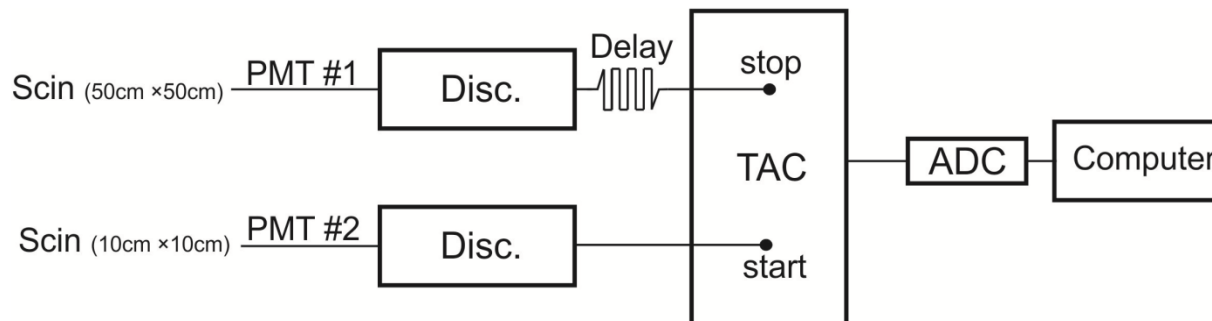 Scin (50cm ×50cm) PMT #1 Disc. Delay stop
TAC ADC Computer
Scin (10cm ×10cm) PMT #2 Disc. start